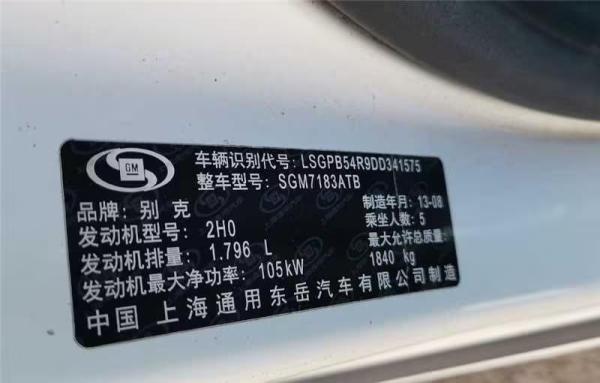 GM
车辆识别代号: LSGPB54R9DD341575
整车型号: SGM7183ATB
品牌: 别克
制造年月: 13-08
发动机型号: 2H0
乘坐人数: 5
发动机排量: 1.796 L
最大允许总质量:
1840 kg
发动机最大净功率: 105kW
中国 上海通用东岳汽车有限公司制造